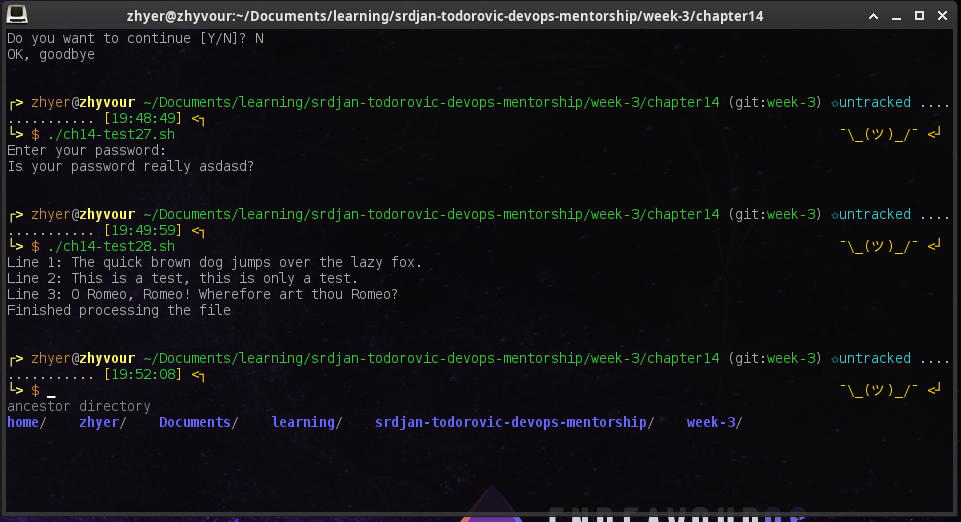 zhyer@zhyvour:~/Documents/learning/srdjan-todorovic-devops-mentorship/week-3/chapter14
Do you want to continue [Y/N]? N
OK, goodbye
┌> zhyer@zhyvour ~/Documents/learning/srdjan-todorovic-devops-mentorship/week-3/chapter14 (git:week-3) ✩untracked ....
........... [19:48:49] <┐
└> $ ./ch14-test27.sh ¯\_(ツ)_/¯ <┘
Enter your password:
Is your password really asdasd?
┌> zhyer@zhyvour ~/Documents/learning/srdjan-todorovic-devops-mentorship/week-3/chapter14 (git:week-3) ✩untracked ....
........... [19:49:59] <┐
└> $ ./ch14-test28.sh ¯\_(ツ)_/¯ <┘
Line 1: The quick brown dog jumps over the lazy fox.
Line 2: This is a test, this is only a test.
Line 3: O Romeo, Romeo! Wherefore art thou Romeo?
Finished processing the file
┌> zhyer@zhyvour ~/Documents/learning/srdjan-todorovic-devops-mentorship/week-3/chapter14 (git:week-3) ✩untracked ....
........... [19:52:08] <┐
└> $ _ ¯\_(ツ)_/¯ <┘
ancestor directory
home/ zhyer/ Documents/ learning/ srdjan-todorovic-devops-mentorship/ week-3/
ENDEAVOUROS